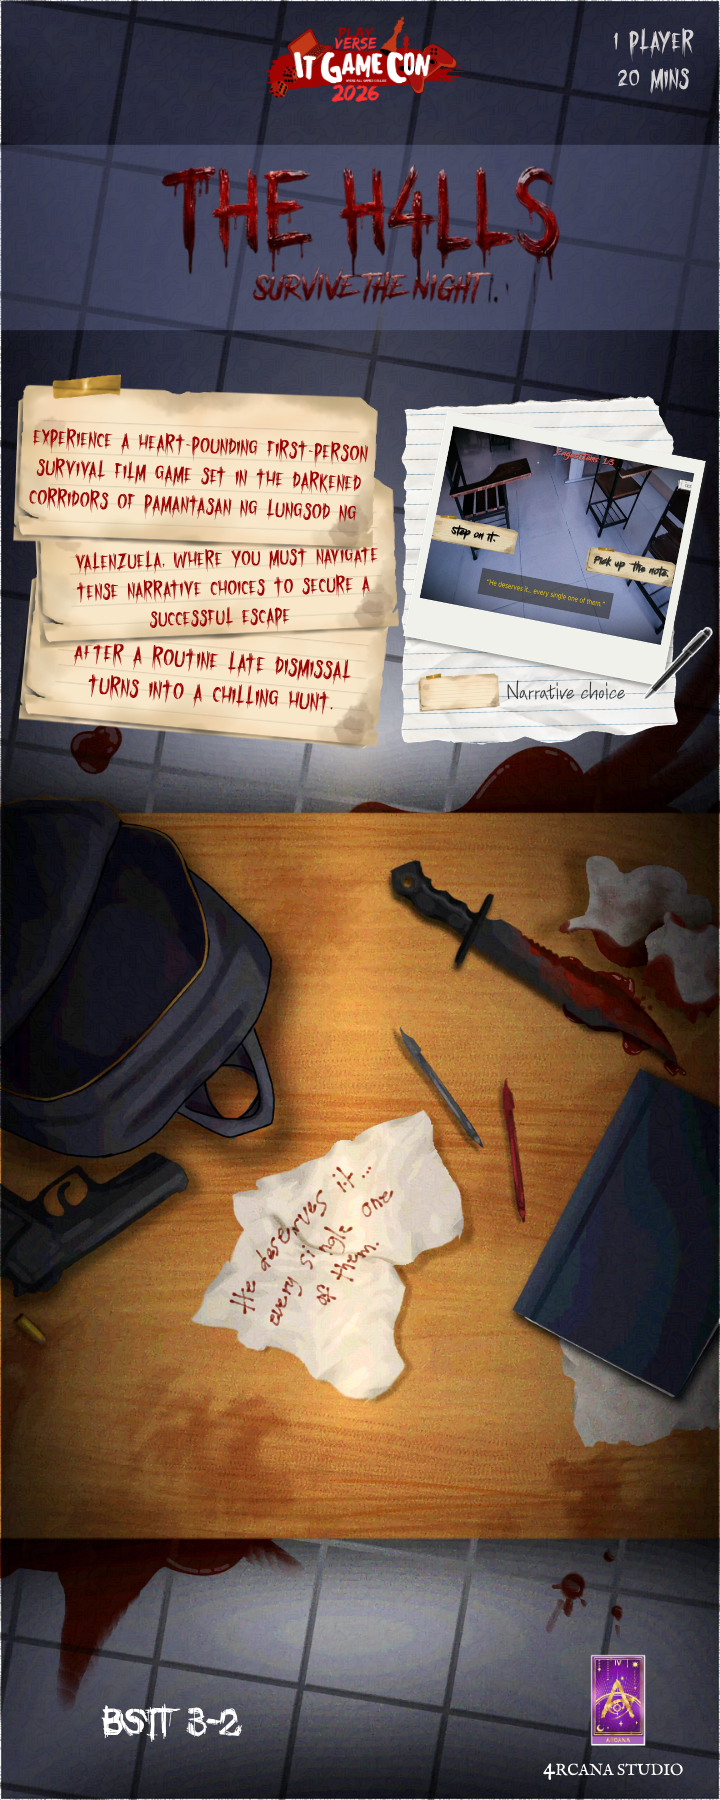 PLAY
VERSE
IT GAME CON
2026
1 PLAYER
20 MINS
THE H4LLS
SURVIVE THE NIGHT
EXPERIENCE A HEART-POUNDING FIRST-PERSON
SURVIVAL FILM GAME SET IN THE DARKENED
CORRIDORS OF PAMANTASAN NG LUNGSOD NG
VALENZUELA, WHERE YOU MUST NAVIGATE
TENSE NARRATIVE CHOICES TO SECURE A
SUCCESSFUL ESCAPE
AFTER A ROUTINE LATE DISMISSAL
TURNS INTO A CHILLING HUNT.
step on it.
Pick up the note.
"He deserves it... every single one of them."
Narrative choice
He deserves it...
every single one
of them.
BSIT 3-2
IV
A
ARCANA
4RCANA STUDIO